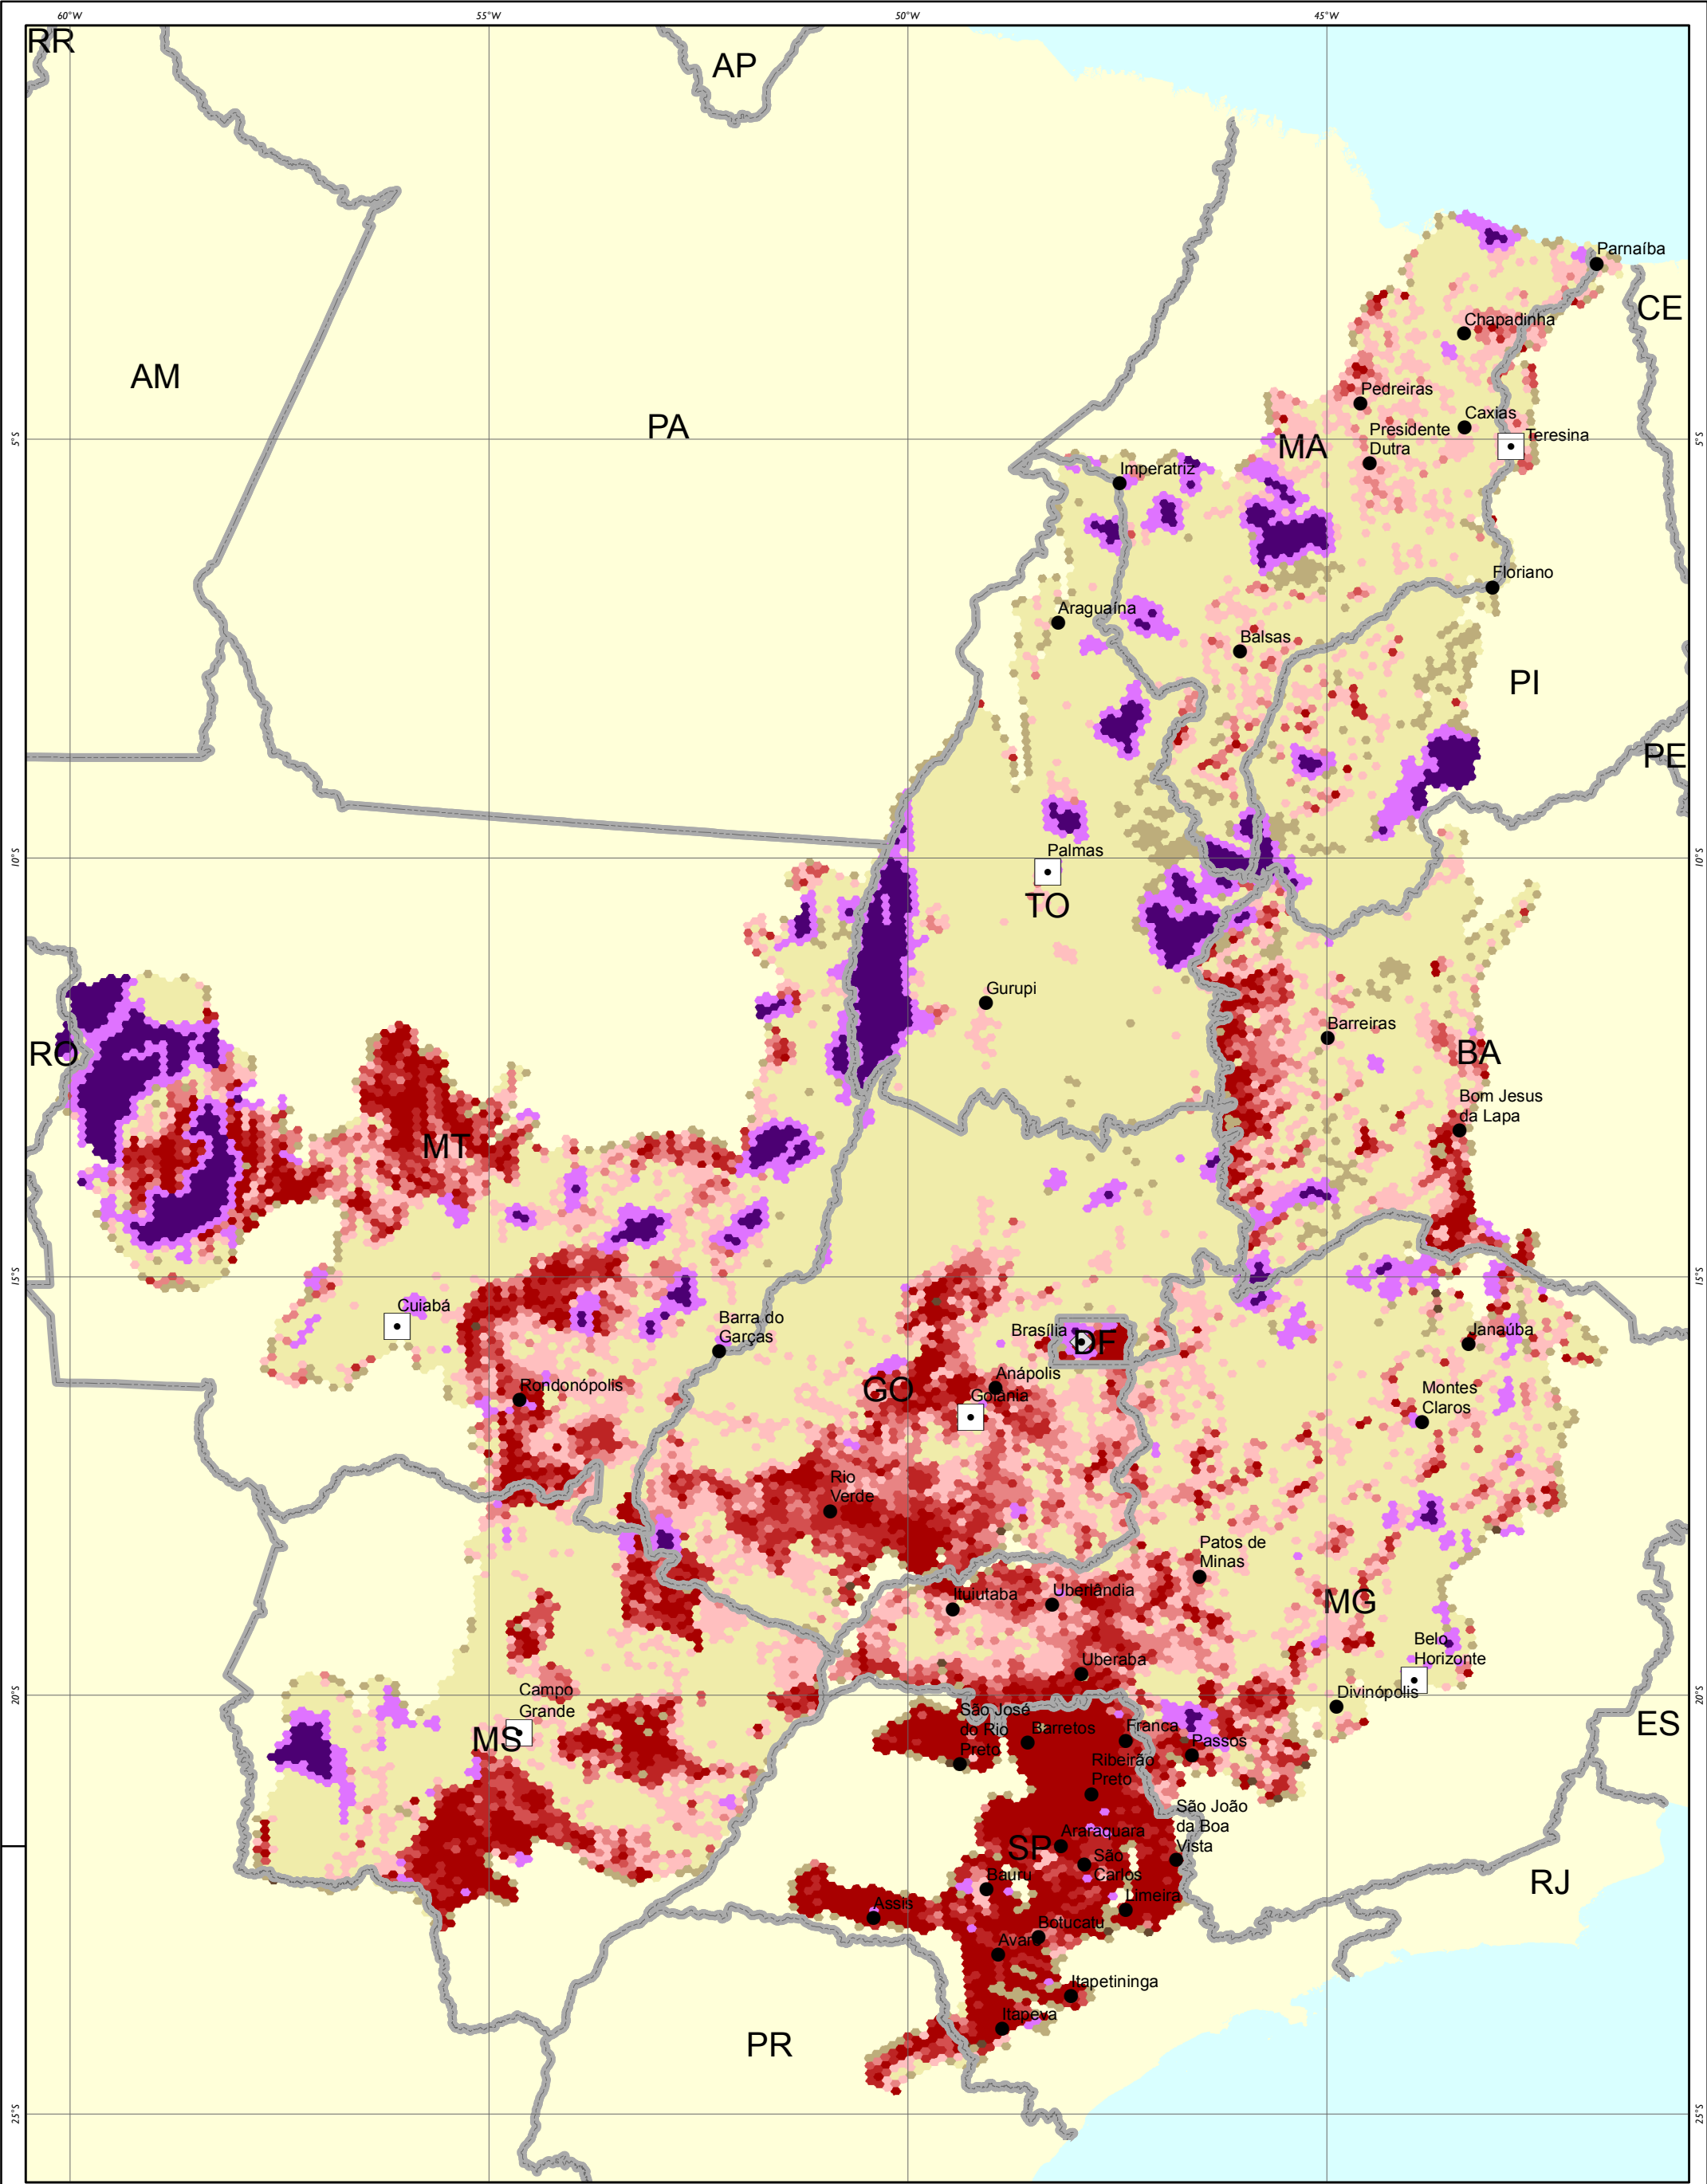 60°W
55°W
50°W
45°W
RR
AP
Parnaíba
CE
Chapadinha
AM
Pedreiras
Caxias
PA
Presidente
Dutra
Teresina
5°S
5°S
MA
Imperatriz
Floriano
Araguaína
Balsas
PI
PE
Palmas
10°S
10°S
TO
Gurupi
Barreiras
RO
BA
Bom Jesus
da Lapa
MT
15°S
15°S
Cuiabá
Barra do
Garças
Brasília
DF
Janaúba
Rondonópolis
GO
Anápolis
Goiânia
Montes
Claros
Rio
Verde
Patos de
Minas
Ituiutaba
Uberlândia
MG
Belo
Horizonte
Uberaba
Campo
Grande
Divinópolis
20°S
20°S
MS
São José
do Rio
Preto
Barretos
Franca
Passos
ES
Ribeirão
Preto
São João
da Boa
Vista
SP
Araraquara
São
Carlos
Bauru
Limeira
RJ
Assis
Botucatu
Avaré
Itapetininga
Itapeva
PR
25°S
25°S